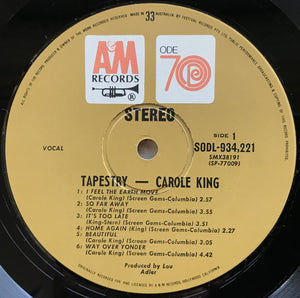 MADE IN 33 AUSTRALIA BY FESTIVAL RECORDS PTY LIMITED
A&M
RECORDS
ODE
70
STEREO
VOCAL
SIDE 1
SODL-934,221
SMX38191
(SP-77009)
TAPESTRY — CAROLE KING
1: I FEEL THE EARTH MOVE
(Carole King) (Screen Gems-Columbia) 2.57
2: SO FAR AWAY
(Carole King) (Screen Gems-Columbia) 3.55
3: IT'S TOO LATE
(King-Stern) (Screen Gems-Columbia) 3.51
4: HOME AGAIN (King) (Screen Gems-Columbia) 2.27
5: BEAUTIFUL
(Carole King) (Screen Gems-Columbia) 3.05
6: WAY OVER YONDER
(Carole King) (Screen Gems-Columbia) 4.42
Produced by Lou
Adler